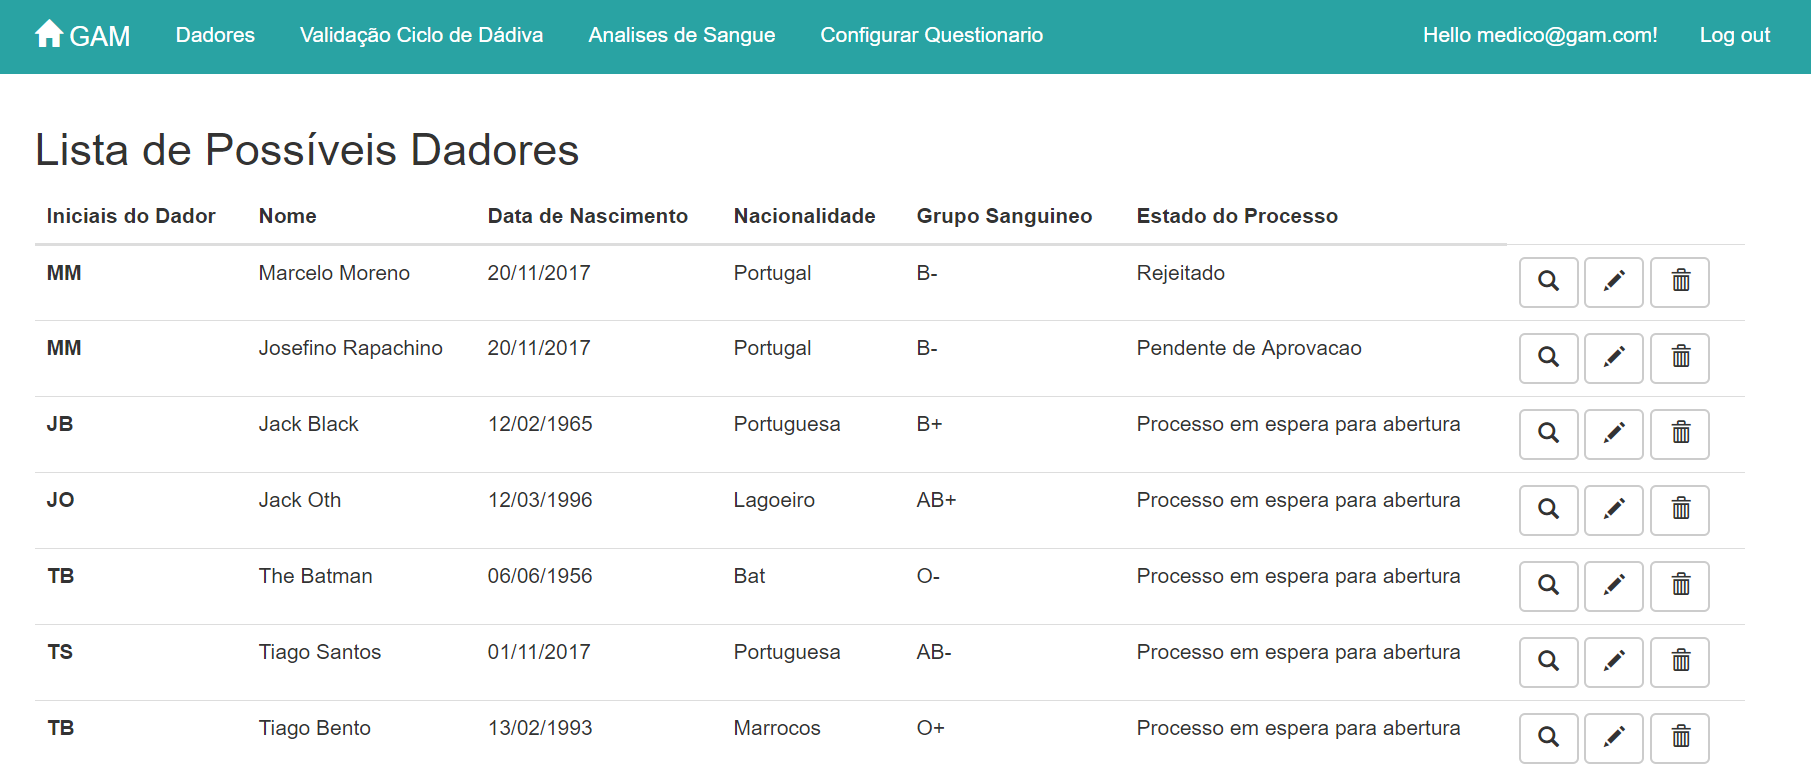 GAM Dadores Validação Ciclo de Dádiva Analises de Sangue Configurar Questionario Hello medico@gam.com! Log out
Lista de Possíveis Dadores
Iniciais do Dador Nome Data de Nascimento Nacionalidade Grupo Sanguineo Estado do Processo
MM Marcelo Moreno 20/11/2017 Portugal B- Rejeitado
MM Josefino Rapachino 20/11/2017 Portugal B- Pendente de Aprovacao
JB Jack Black 12/02/1965 Portuguesa B+ Processo em espera para abertura
JO Jack Oth 12/03/1996 Lagoeiro AB+ Processo em espera para abertura
TB The Batman 06/06/1956 Bat O- Processo em espera para abertura
TS Tiago Santos 01/11/2017 Portuguesa AB- Processo em espera para abertura
TB Tiago Bento 13/02/1993 Marrocos O+ Processo em espera para abertura